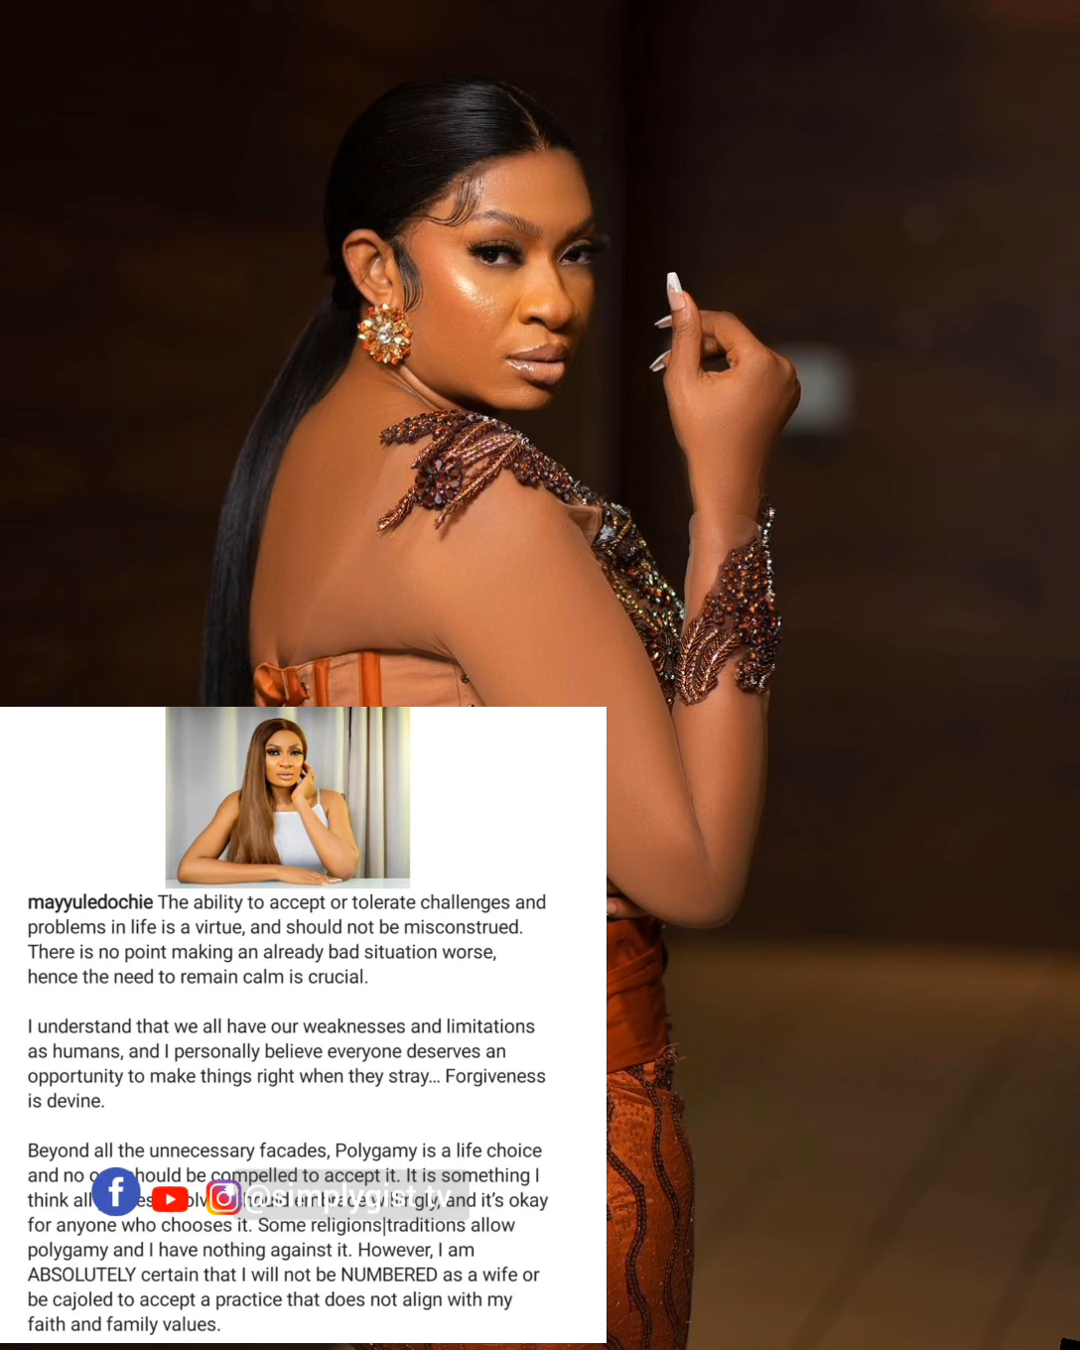 mayyuledochie The ability to accept or tolerate challenges and
problems in life is a virtue, and should not be misconstrued.
There is no point making an already bad situation worse,
hence the need to remain calm is crucial.
I understand that we all have our weaknesses and limitations
as humans, and I personally believe everyone deserves an
opportunity to make things right when they stray... Forgiveness
is devine.
Beyond all the unnecessary facades, Polygamy is a life choice
and no should be compelled to accept it. It is something I
think all should willingly, and it's okay
@simplygist.tv
for anyone who chooses it. Some religions|traditions allow
polygamy and I have nothing against it. However, I am
ABSOLUTELY certain that I will not be NUMBERED as a wife or
be cajoled to accept a practice that does not align with my
faith and family values.